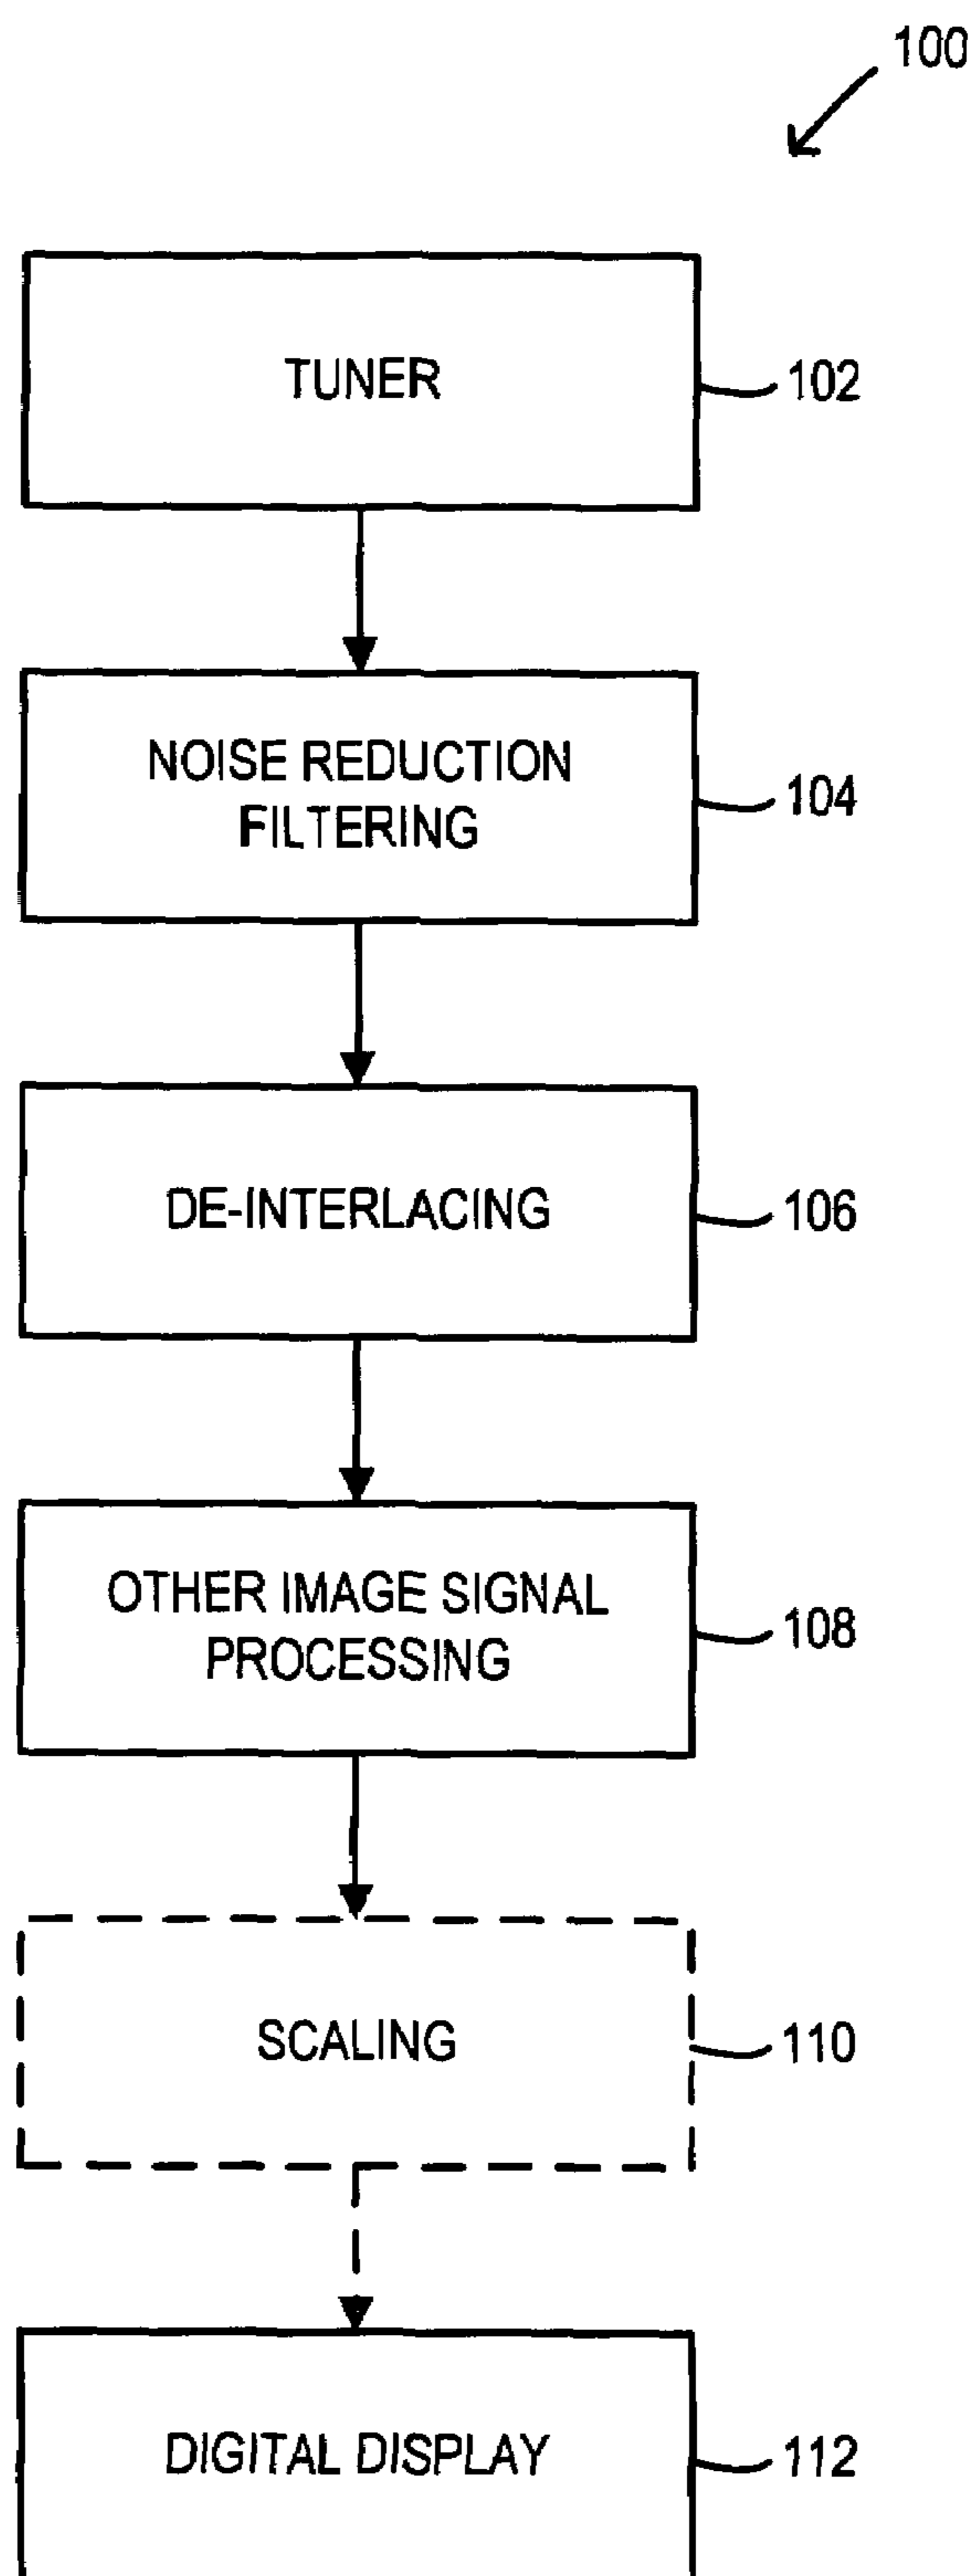 100
TUNER
102
NOISE REDUCTION
FILTERING
104
DE-INTERLACING
106
OTHER IMAGE SIGNAL
PROCESSING
108
SCALING
110
DIGITAL DISPLAY
112